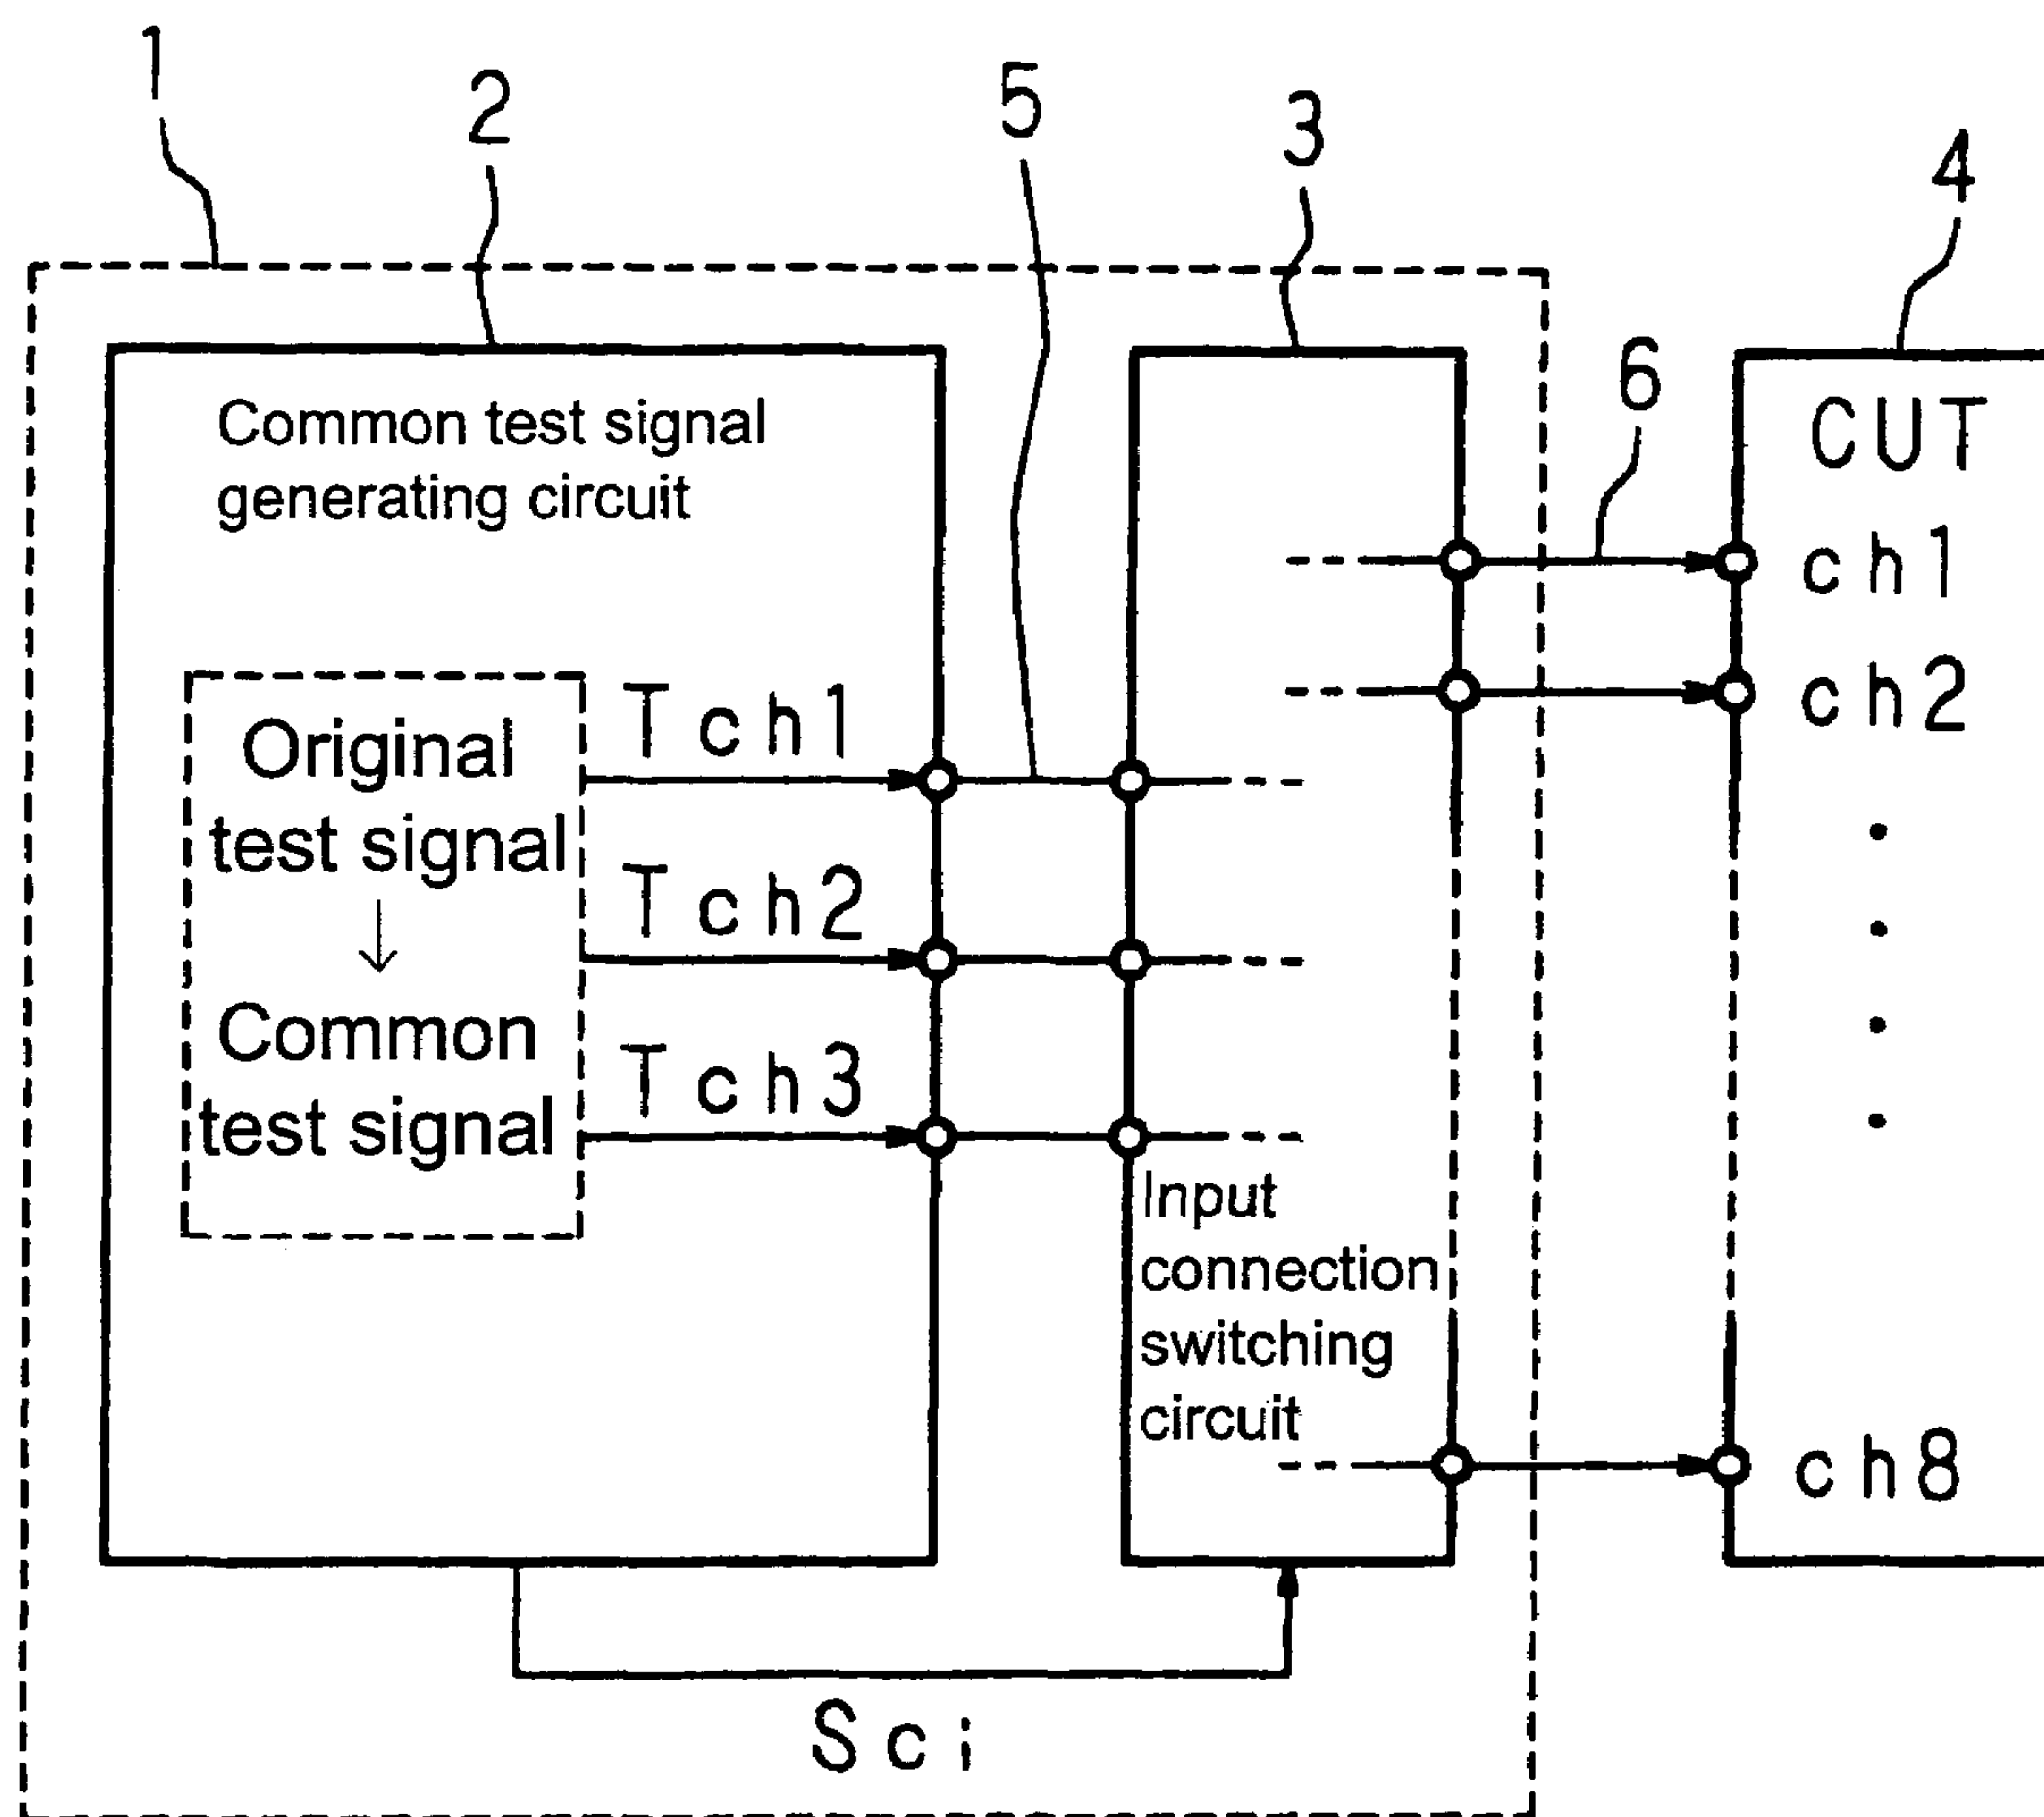 1
2
5
3
4
6
Common test signal
generating circuit
CUT
ch1
ch2
Original
test signal
↓
Common
test signal
Tch1
Tch2
Tch3
Input
connection
switching
circuit
ch8
Sci